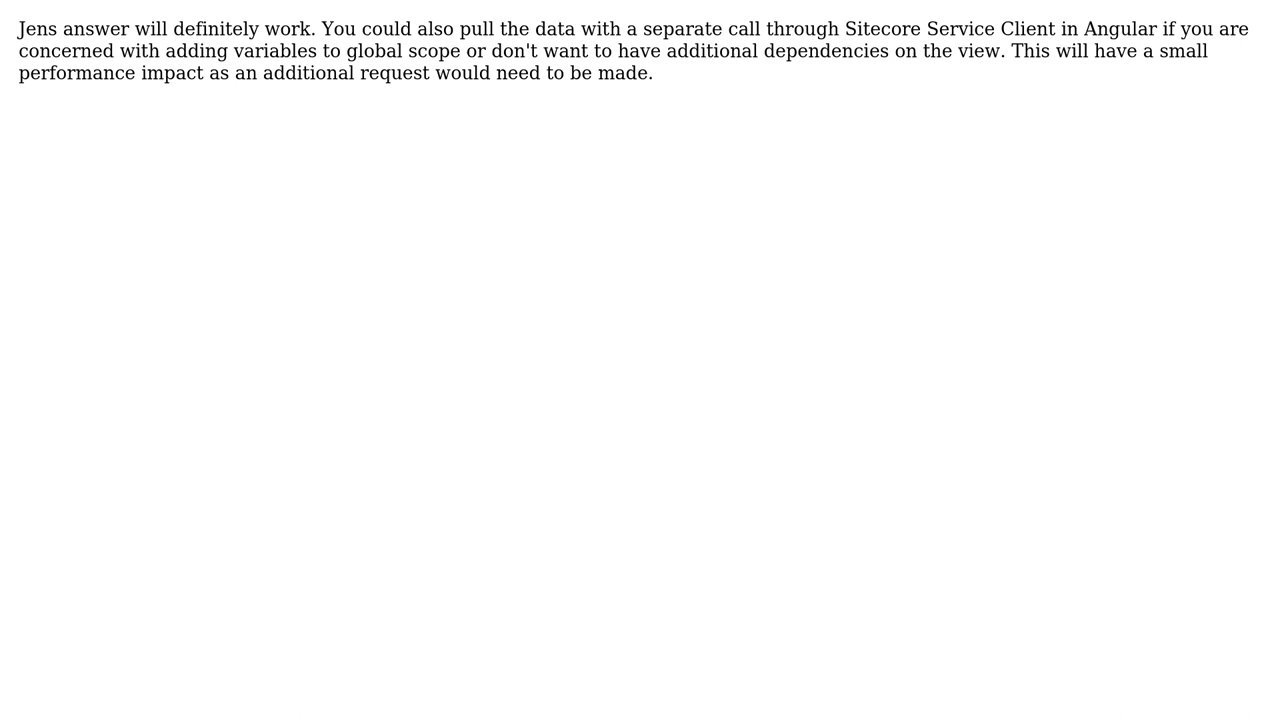 Jens answer will definitely work. You could also pull the data with a separate call through Sitecore Service Client in Angular if you are
concerned with adding variables to global scope or don't want to have additional dependencies on the view. This will have a small
performance impact as an additional request would need to be made.